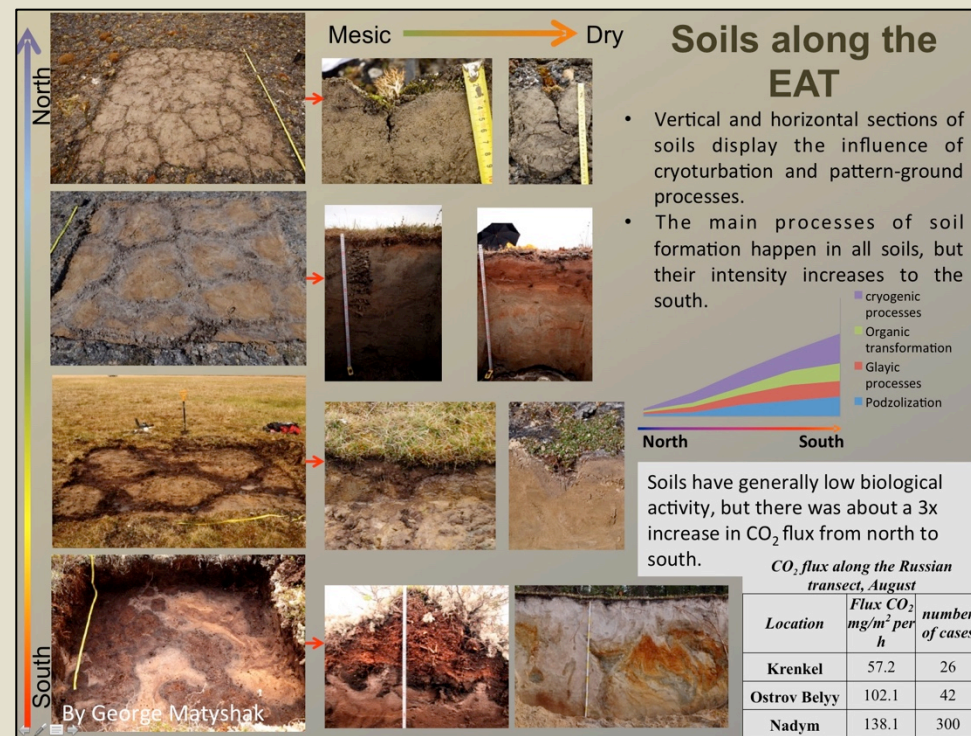 North
South
Mesic
Dry
Soils along the
EAT
• Vertical and horizontal sections of
soils display the influence of
cryoturbation and pattern-ground
processes.
• The main processes of soil
formation happen in all soils, but
their intensity increases to the
south.
cryogenic
processes
Organic
transformation
Glayic
processes
Podzolization
North South
Soils have generally low biological
activity, but there was about a 3x
increase in CO₂ flux from north to
south.
CO₂ flux along the Russian
transect, August
Location Flux CO₂ mg/m² per h number of cases
Krenkel 57.2 26
Ostrov Belyy 102.1 42
Nadym 138.1 300
By George Matyshak